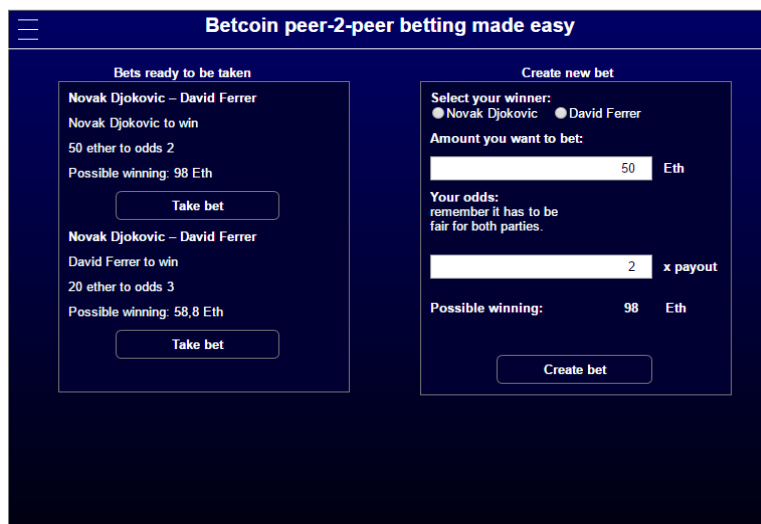 Betcoin peer-2-peer betting made easy
Bets ready to be taken
Novak Djokovic – David Ferrer
Novak Djokovic to win
50 ether to odds 2
Possible winning: 98 Eth
Take bet
Novak Djokovic – David Ferrer
David Ferrer to win
20 ether to odds 3
Possible winning: 58,8 Eth
Take bet
Create new bet
Select your winner:
Novak Djokovic David Ferrer
Amount you want to bet:
50 Eth
Your odds:
remember it has to be
fair for both parties.
2 x payout
Possible winning: 98 Eth
Create bet